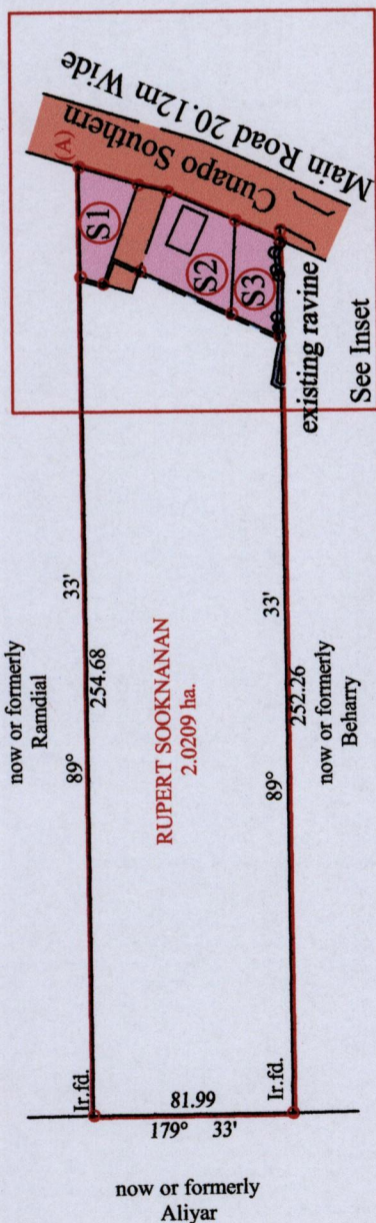 Main Road 20.12m Wide
Cunapo Southern
(A)
S1
S2
S3
existing ravine
See Inset
now or formerly
Ramdial
89° 33'
254.68
RUPERT SOOKNANAN
2.0209 ha.
89° 33'
252.26
now or formerly
Beharry
Ir.fd.
81.99
179° 33'
Ir.fd.
now or formerly
Aliyar